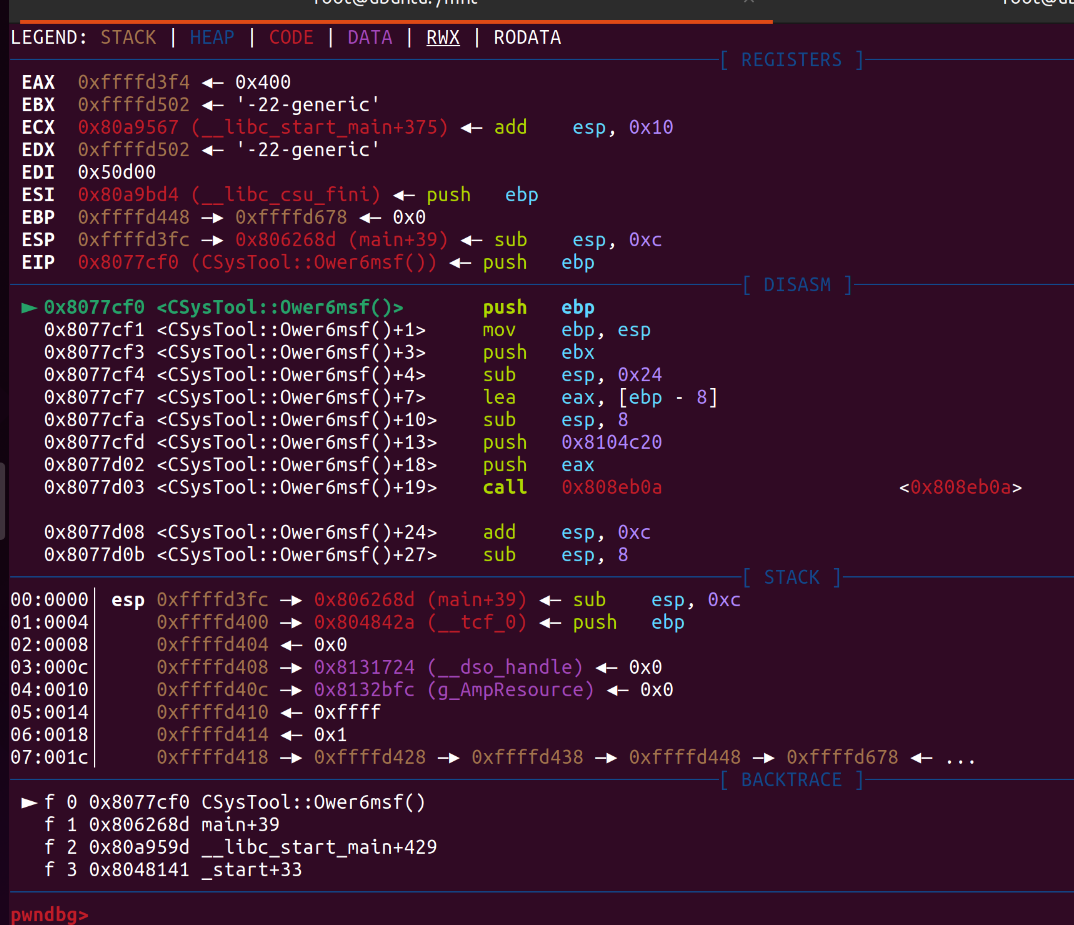 LEGEND: STACK | HEAP | CODE | DATA | RWX | RODATA
[ REGISTERS ]
EAX  0xffffd3f4 ◂— 0x400
EBX  0xffffd502 ◂— '-22-generic'
ECX  0x80a9567 (__libc_start_main+375) ◂— add    esp, 0x10
EDX  0xffffd502 ◂— '-22-generic'
EDI  0x50d00
ESI  0x80a9bd4 (__libc_csu_fini) ◂— push   ebp
EBP  0xffffd448 —▸ 0xffffd678 ◂— 0x0
ESP  0xffffd3fc —▸ 0x806268d (main+39) ◂— sub    esp, 0xc
EIP  0x8077cf0 (CSysTool::Ower6msf()) ◂— push   ebp
[ DISASM ]
► 0x8077cf0 <CSysTool::Ower6msf()>       push   ebp
0x8077cf1 <CSysTool::Ower6msf()+1>     mov    ebp, esp
0x8077cf3 <CSysTool::Ower6msf()+3>     push   ebx
0x8077cf4 <CSysTool::Ower6msf()+4>     sub    esp, 0x24
0x8077cf7 <CSysTool::Ower6msf()+7>     lea    eax, [ebp - 8]
0x8077cfa <CSysTool::Ower6msf()+10>    sub    esp, 8
0x8077cfd <CSysTool::Ower6msf()+13>    push   0x8104c20
0x8077d02 <CSysTool::Ower6msf()+18>    push   eax
0x8077d03 <CSysTool::Ower6msf()+19>    call   0x808eb0a                     <0x808eb0a>
0x8077d08 <CSysTool::Ower6msf()+24>    add    esp, 0xc
0x8077d0b <CSysTool::Ower6msf()+27>    sub    esp, 8
[ STACK ]
00:0000│ esp 0xffffd3fc —▸ 0x806268d (main+39) ◂— sub    esp, 0xc
01:0004│     0xffffd400 —▸ 0x804842a (__tcf_0) ◂— push   ebp
02:0008│     0xffffd404 ◂— 0x0
03:000c│     0xffffd408 —▸ 0x8131724 (__dso_handle) ◂— 0x0
04:0010│     0xffffd40c —▸ 0x8132bfc (g_AmpResource) ◂— 0x0
05:0014│     0xffffd410 ◂— 0xffff
06:0018│     0xffffd414 ◂— 0x1
07:001c│     0xffffd418 —▸ 0xffffd428 —▸ 0xffffd438 —▸ 0xffffd448 —▸ 0xffffd678 ◂— ...
[ BACKTRACE ]
► f 0 0x8077cf0 CSysTool::Ower6msf()
f 1 0x806268d main+39
f 2 0x80a959d __libc_start_main+429
f 3 0x8048141 _start+33
pwndbg>